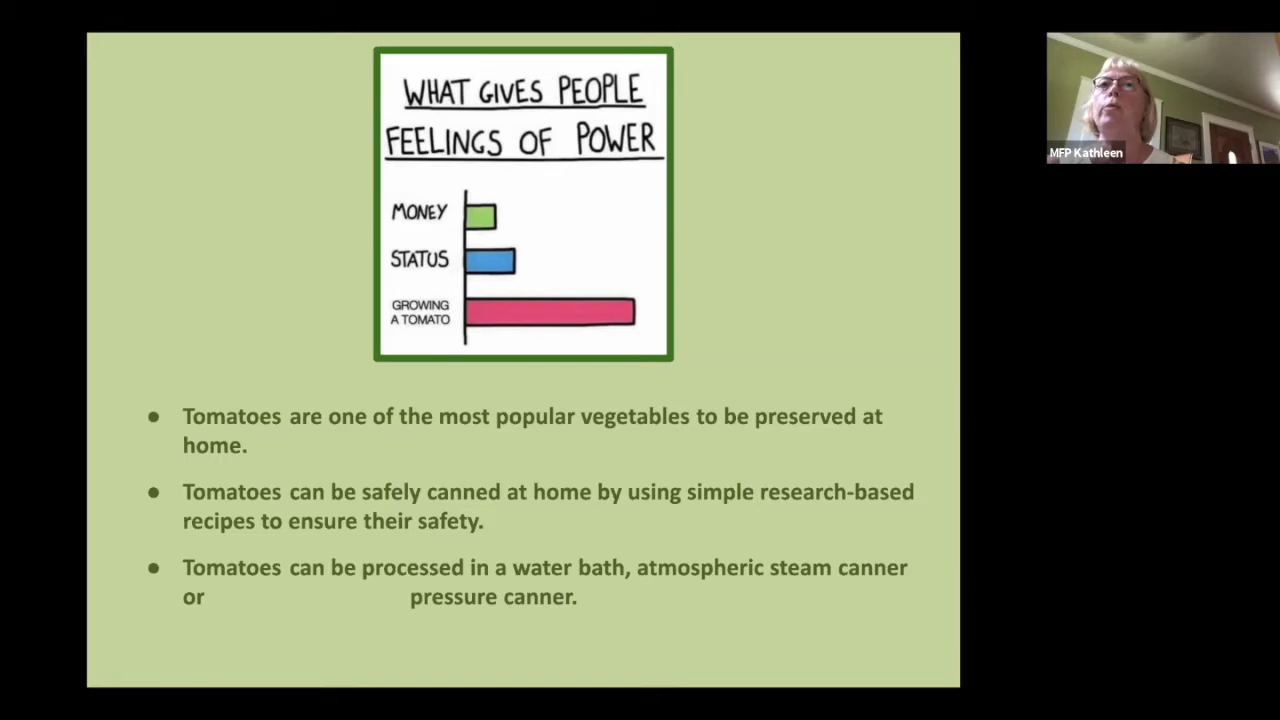 WHAT GIVES PEOPLE
FEELINGS OF POWER
MONEY
STATUS
GROWING
A TOMATO
● Tomatoes are one of the most popular vegetables to be preserved at
home.
● Tomatoes can be safely canned at home by using simple research-based
recipes to ensure their safety.
● Tomatoes can be processed in a water bath, atmospheric steam canner
or pressure canner.
MFP Kathleen